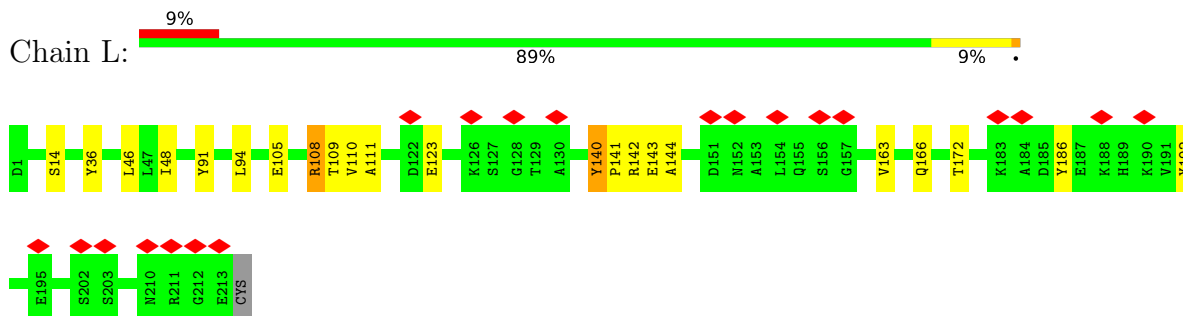 9%
Chain L:
89% 9% •
D1 S14 Y36 L46 L47 I48 Y91 L94 E105 R108 T109 V110 A111 D122 E123 K126 S127 G128 T129 A130 Y140 P141 R142 E143 A144 D151 N152 A153 L154 Q155 S156 G157 V163 Q166 T172 K183 A184 D185 Y186 E187 K188 H189 K190 V191
E195 S202 S203 N210 R211 G212 E213 CYS